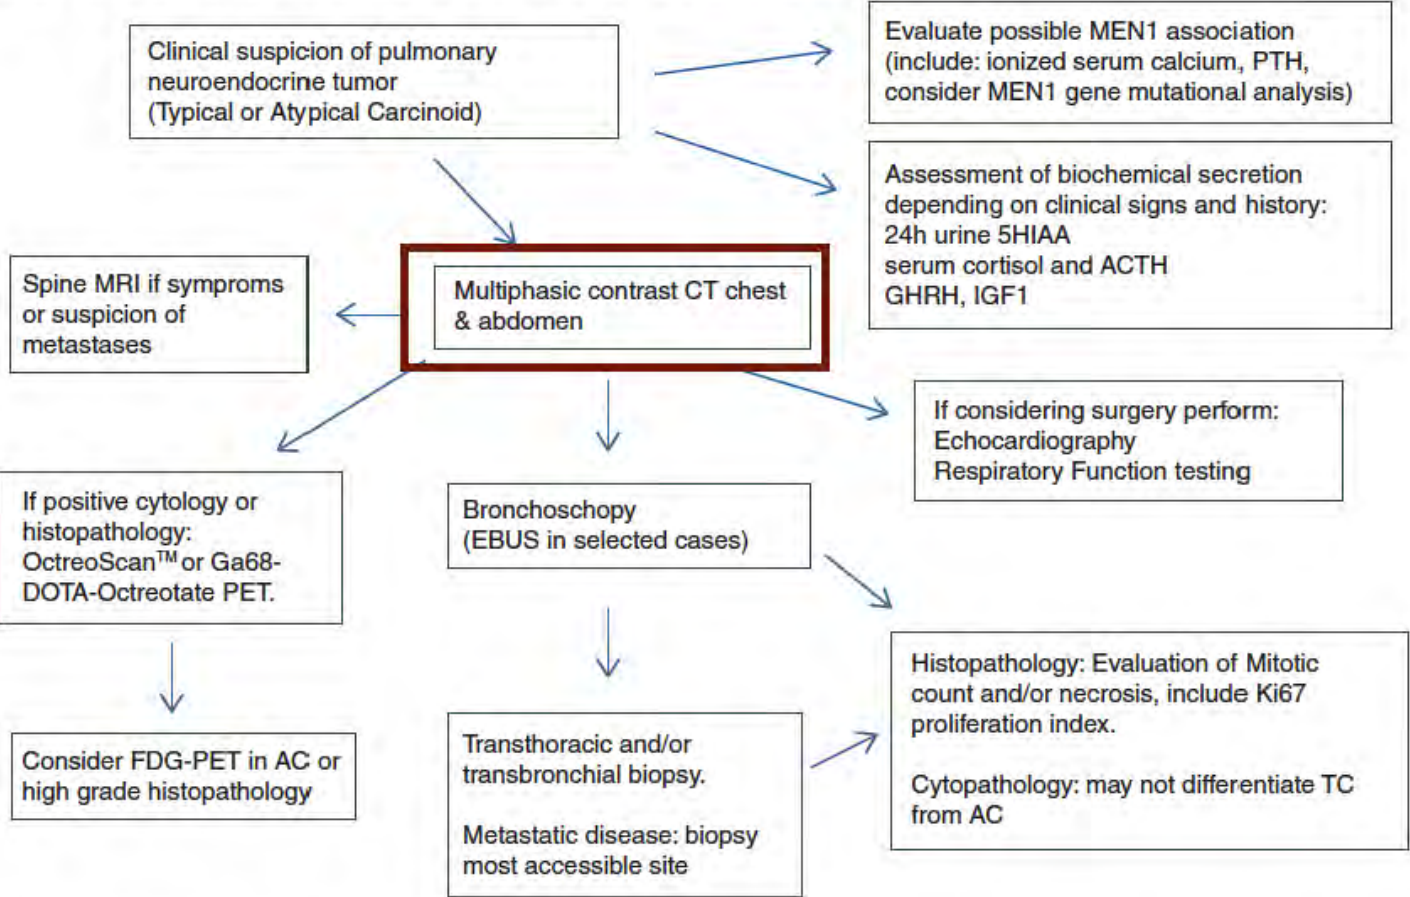 Clinical suspicion of pulmonary
neuroendocrine tumor
(Typical or Atypical Carcinoid)
Evaluate possible MEN1 association
(include: ionized serum calcium, PTH,
consider MEN1 gene mutational analysis)
Assessment of biochemical secretion
depending on clinical signs and history:
24h urine 5HIAA
serum cortisol and ACTH
GHRH, IGF1
Spine MRI if symproms
or suspicion of
metastases
Multiphasic contrast CT chest
& abdomen
If considering surgery perform:
Echocardiography
Respiratory Function testing
If positive cytology or
histopathology:
OctreoScan™ or Ga68-
DOTA-Octreotate PET.
Bronchoschopy
(EBUS in selected cases)
Histopathology: Evaluation of Mitotic
count and/or necrosis, include Ki67
proliferation index.
Cytopathology: may not differentiate TC
from AC
Consider FDG-PET in AC or
high grade histopathology
Transthoracic and/or
transbronchial biopsy.
Metastatic disease: biopsy
most accessible site